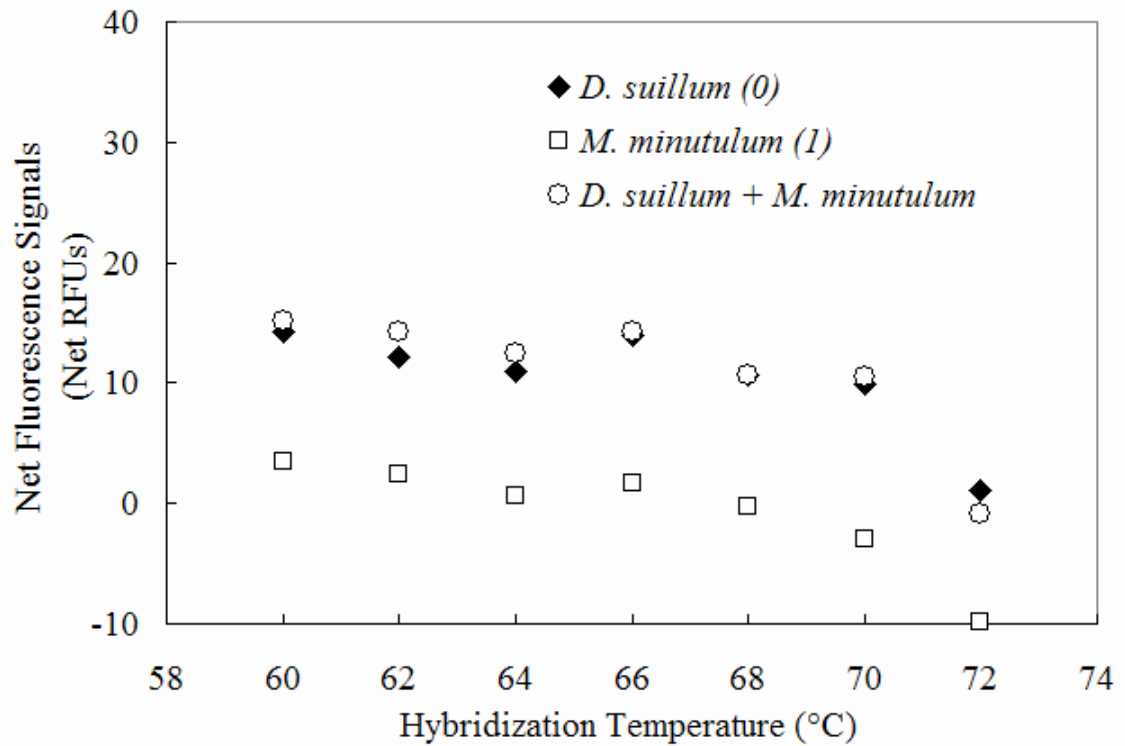 40
30
20
10
0
-10
Net Fluorescence Signals
(Net RFUs)
D. suillum (0)
M. minutulum (1)
D. suillum + M. minutulum
58 60 62 64 66 68 70 72 74
Hybridization Temperature (°C)